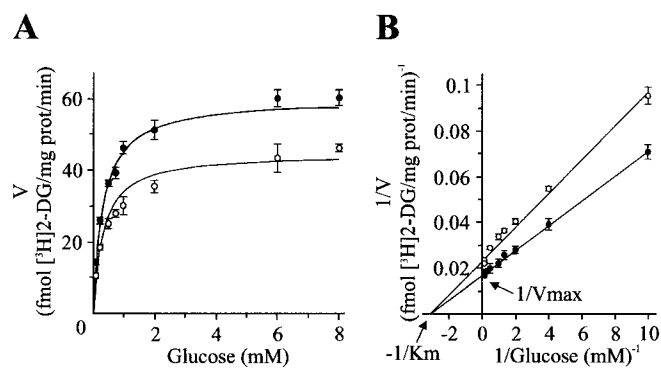 A
V
(fmol [³H]2-DG/mg prot/min)
60
40
20
0
0
2
4
6
8
Glucose (mM)
B
1/V
(fmol [³H]2-DG/mg prot/min)⁻¹
0.1
0.08
0.06
0.04
0.02
1/Vmax
-2
0
2
4
6
8
10
-1/Km
1/Glucose (mM)⁻¹